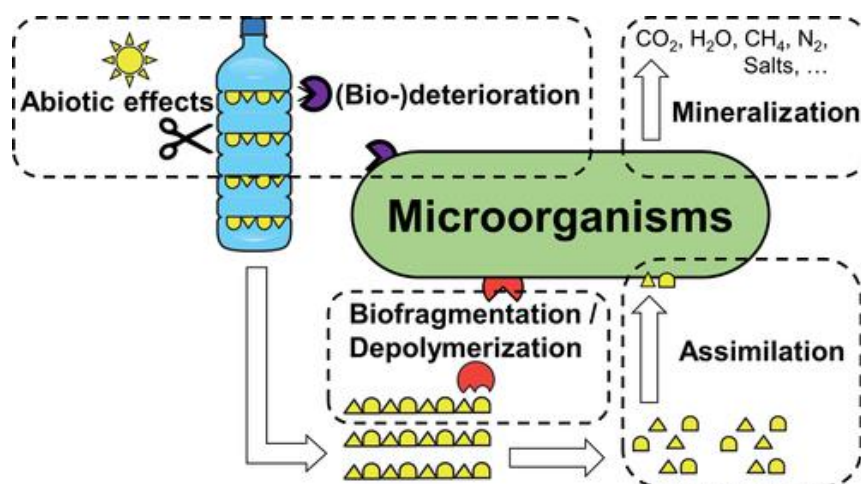 Abiotic effects
(Bio-)deterioration
CO₂, H₂O, CH₄, N₂,
Salts, ...
Mineralization
Microorganisms
Biofragmentation /
Depolymerization
Assimilation